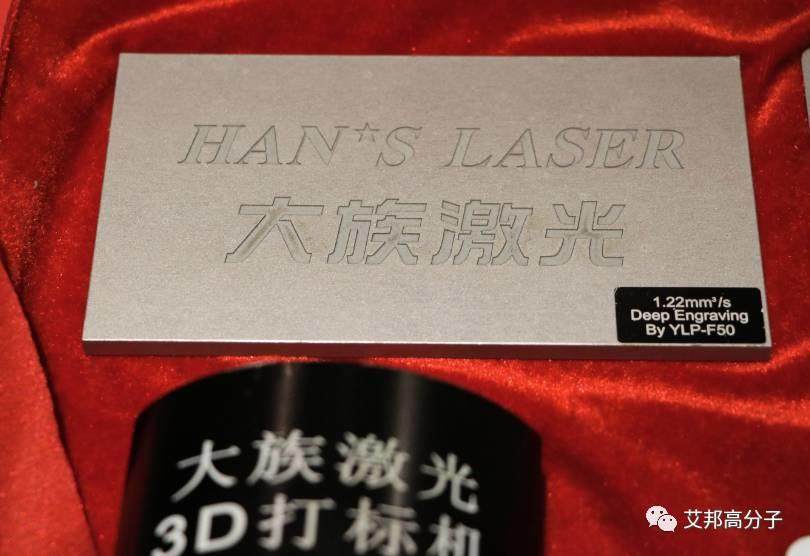 HAN*S LASER
大族激光
1.22mm³/s
Deep Engraving
By YLP-F50
大族激光
3D打标机
艾邦高分子